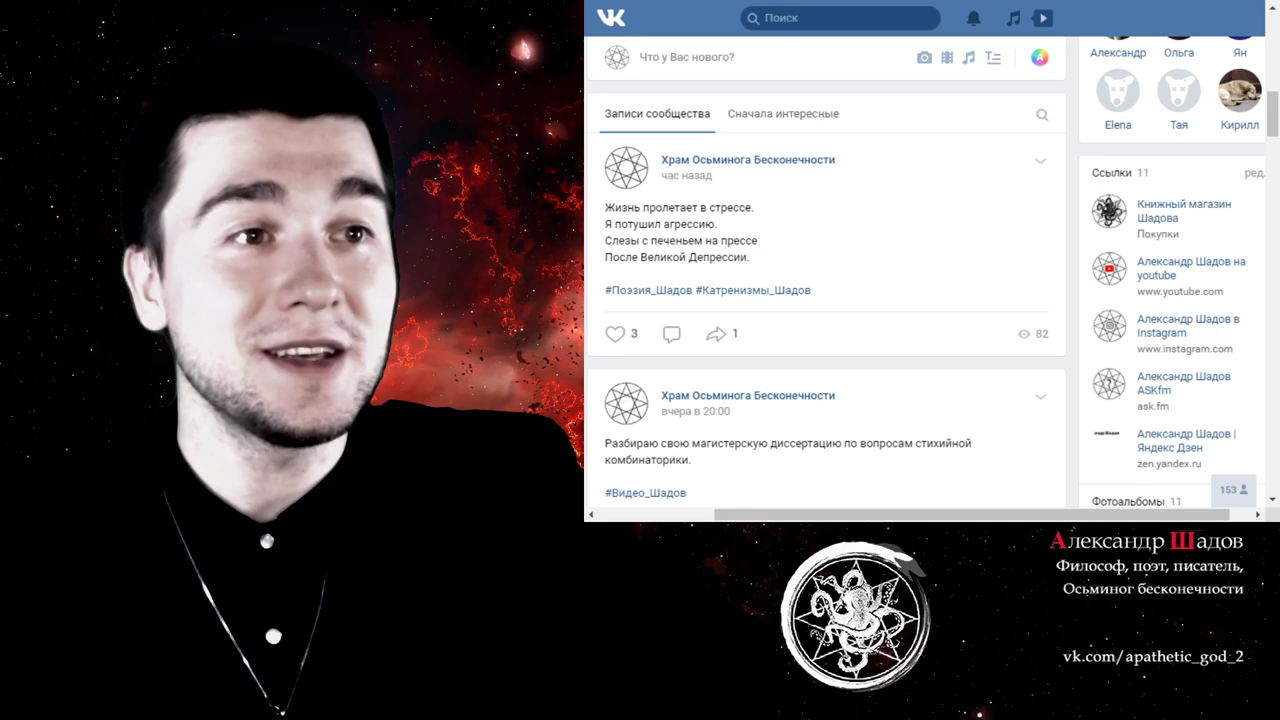 Поиск
Что у Вас нового?
Записи сообщества
Сначала интересные
Храм Осьминога Бесконечности
час назад
Жизнь пролетает в стрессе.
Я потушил агрессию.
Слезы с печеньем на прессе
После Великой Депрессии.
#Поэзия_Шадов #Катренизмы_Шадов
3
1
82
Храм Осьминога Бесконечности
вчера в 20:00
Разбираю свою магистерскую диссертацию по вопросам стихийной
комбинаторики.
#Видео_Шадов
Александр
Ольга
Ян
Elena
Тая
Кирилл
Ссылки 11
ред.
Книжный магазин
Шадова
Покупки
Александр Шадов на
youtube
www.youtube.com
Александр Шадов в
Instagram
www.instagram.com
Александр Шадов
ASKfm
ask.fm
Александр Шадов |
Яндекс Дзен
zen.yandex.ru
153
Фотоальбомы 11
Александр Шадов
Философ, поэт, писатель,
Осьминог бесконечности
vk.com/apathetic_god_2